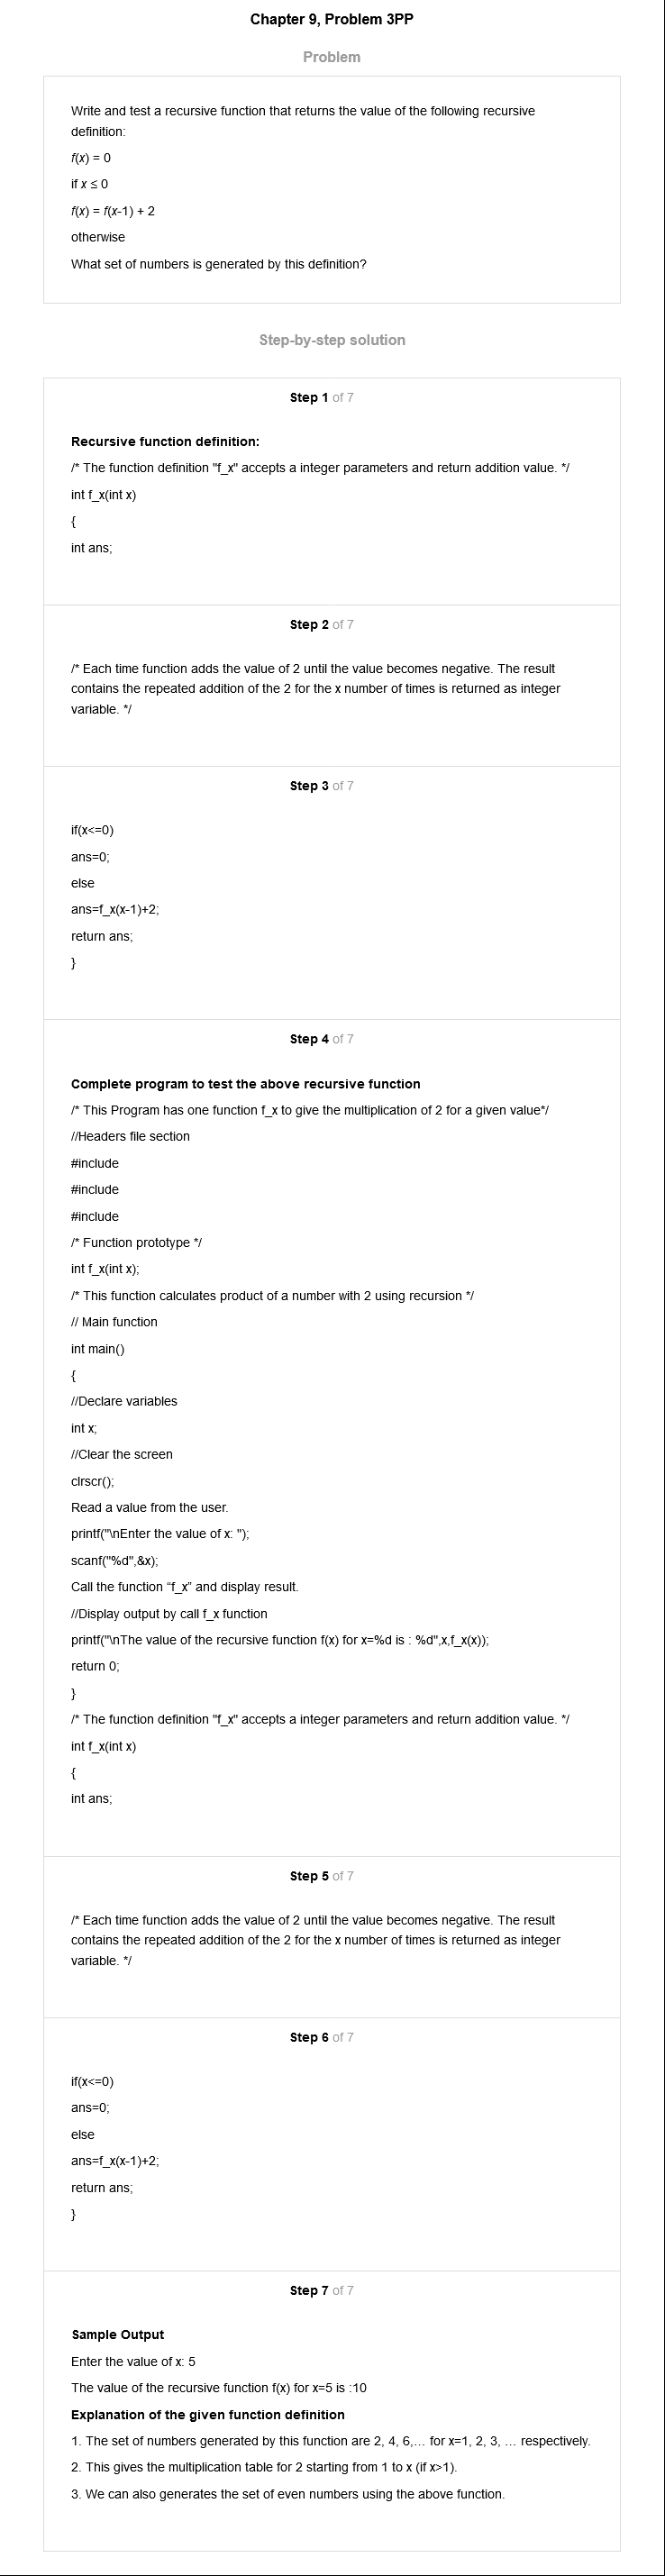 Chapter 9, Problem 3PP
Problem
Write and test a recursive function that returns the value of the following recursive
definition:
f(x) = 0
if x ≤ 0
f(x) = f(x-1) + 2
otherwise
What set of numbers is generated by this definition?
Step-by-step solution
Step 1 of 7
Recursive function definition:
/* The function definition "f_x" accepts a integer parameters and return addition value. */
int f_x(int x)
{
int ans;
Step 2 of 7
/* Each time function adds the value of 2 until the value becomes negative. The result
contains the repeated addition of the 2 for the x number of times is returned as integer
variable. */
Step 3 of 7
if(x<=0)
ans=0;
else
ans=f_x(x-1)+2;
return ans;
}
Step 4 of 7
Complete program to test the above recursive function
/* This Program has one function f_x to give the multiplication of 2 for a given value*/
//Headers file section
#include
#include
#include
/* Function prototype */
int f_x(int x);
/* This function calculates product of a number with 2 using recursion */
// Main function
int main()
{
//Declare variables
int x;
//Clear the screen
clrscr();
Read a value from the user.
printf("\nEnter the value of x: ");
scanf("%d",&x);
Call the function “f_x” and display result.
//Display output by call f_x function
printf("\nThe value of the recursive function f(x) for x=%d is : %d",x,f_x(x));
return 0;
}
/* The function definition "f_x" accepts a integer parameters and return addition value. */
int f_x(int x)
{
int ans;
Step 5 of 7
/* Each time function adds the value of 2 until the value becomes negative. The result
contains the repeated addition of the 2 for the x number of times is returned as integer
variable. */
Step 6 of 7
if(x<=0)
ans=0;
else
ans=f_x(x-1)+2;
return ans;
}
Step 7 of 7
Sample Output
Enter the value of x: 5
The value of the recursive function f(x) for x=5 is :10
Explanation of the given function definition
1. The set of numbers generated by this function are 2, 4, 6,… for x=1, 2, 3, … respectively.
2. This gives the multiplication table for 2 starting from 1 to x (if x>1).
3. We can also generates the set of even numbers using the above function.